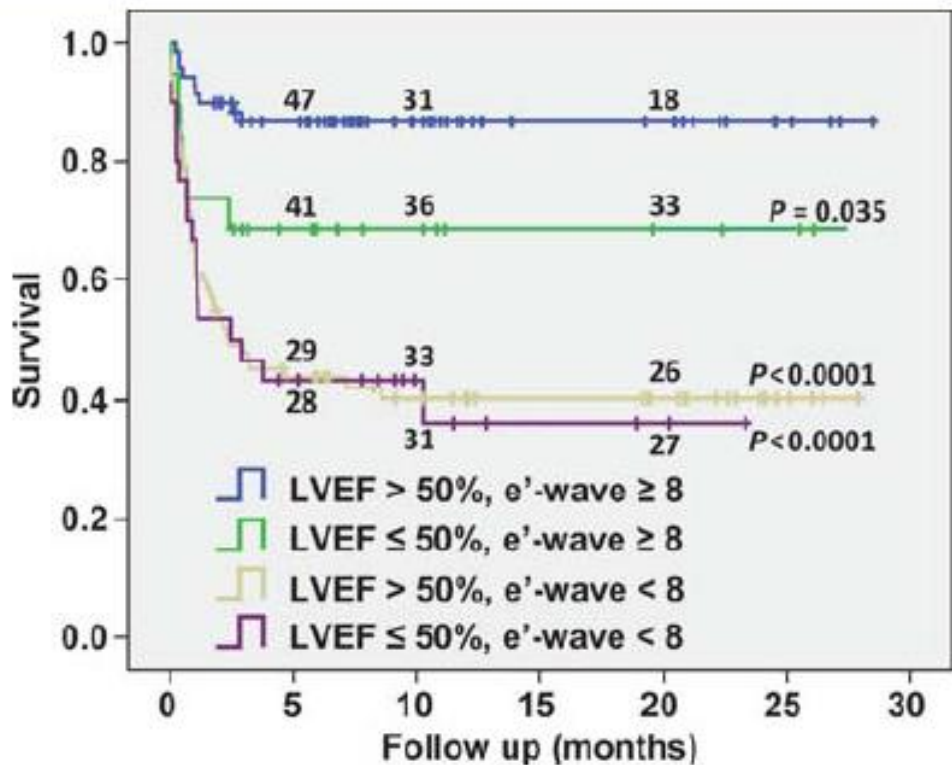 1.0
0.8
0.6
0.4
0.2
0.0
Survival
47 31 18
41 36 33 P = 0.035
29 33 26 P<0.0001
28 31 27 P<0.0001
LVEF > 50%, e’-wave ≥ 8
LVEF ≤ 50%, e’-wave ≥ 8
LVEF > 50%, e’-wave < 8
LVEF ≤ 50%, e’-wave < 8
0 5 10 15 20 25 30
Follow up (months)